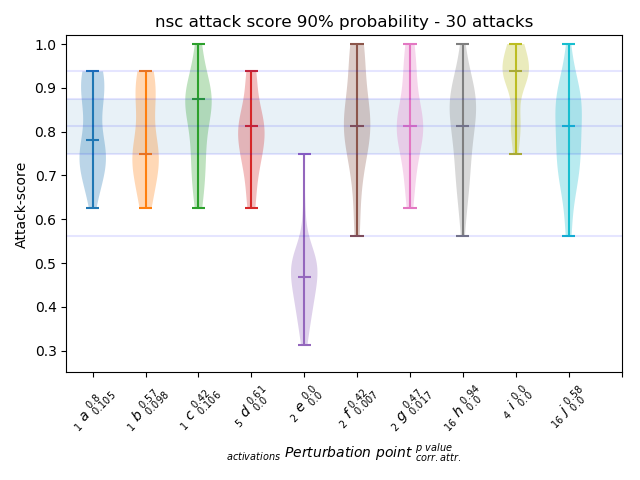 nsc attack score 90% probability - 30 attacks
Attack-score
1.0
0.9
0.8
0.7
0.6
0.5
0.4
0.3
1 a 0.8 0.105
1 b 0.57 0.098
1 c 0.42 0.106
5 d 0.61 0.0
2 e 0.0 0.0
2 f 0.42 0.007
2 g 0.47 0.017
16 h 0.94 0.0
4 i 0.0 0.0
16 j 0.58 0.0
activations Perturbation point p value corr. attr.